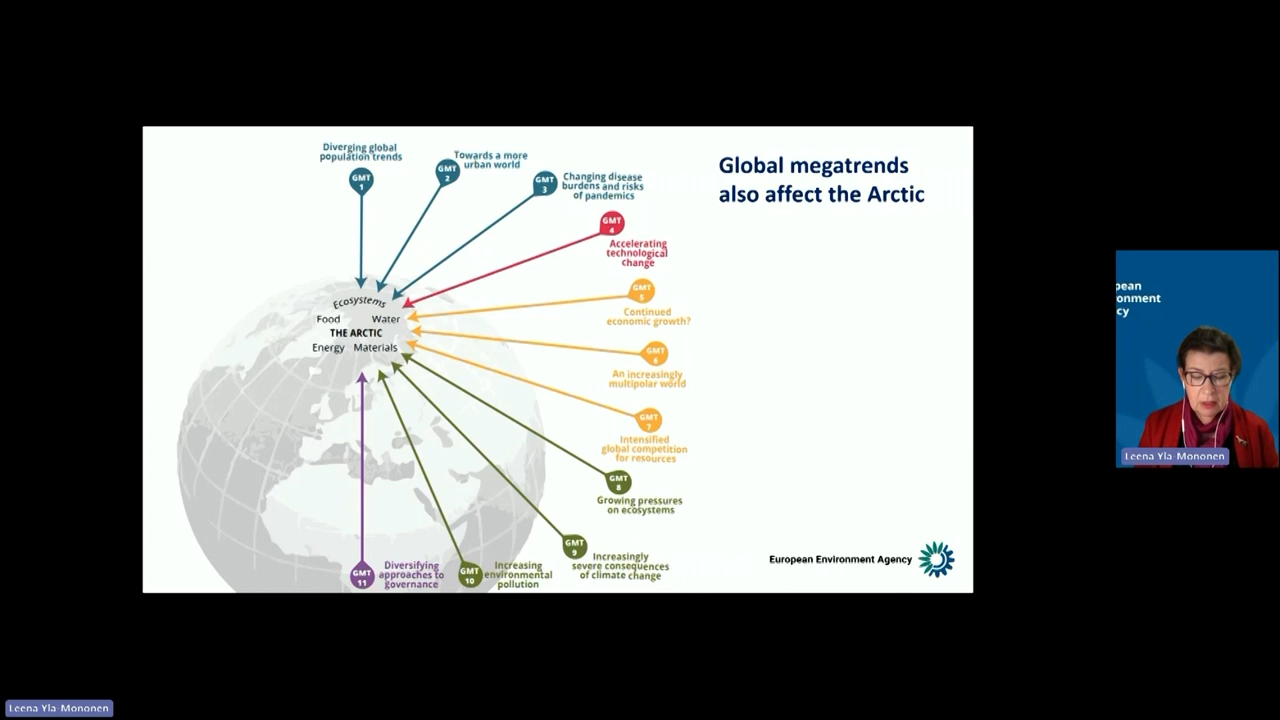 Global megatrends
also affect the Arctic
Diverging global
population trends
GMT
1
Towards a more
urban world
GMT
2
Changing disease
burdens and risks
of pandemics
GMT
3
GMT
4
Accelerating
technological
change
GMT
5
Continued
economic growth?
GMT
6
An increasingly
multipolar world
GMT
7
Intensified
global competition
for resources
GMT
8
Growing pressures
on ecosystems
GMT
9
Increasingly
severe consequences
of climate change
GMT
10
Increasing
environmental
pollution
GMT
11
Diversifying
approaches to
governance
Ecosystems
Food Water
THE ARCTIC
Energy Materials
European Environment Agency
pean
onment
cy
Leena Yla-Mononen
Leena Yla-Mononen